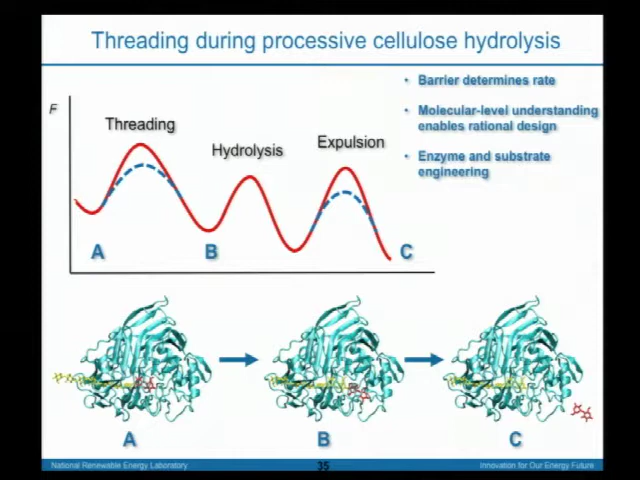 Threading during processive cellulose hydrolysis
• Barrier determines rate
• Molecular-level understanding
enables rational design
• Enzyme and substrate
engineering
F
Threading
Hydrolysis
Expulsion
A
B
C
A
B
C
National Renewable Energy Laboratory
35
Innovation for Our Energy Future